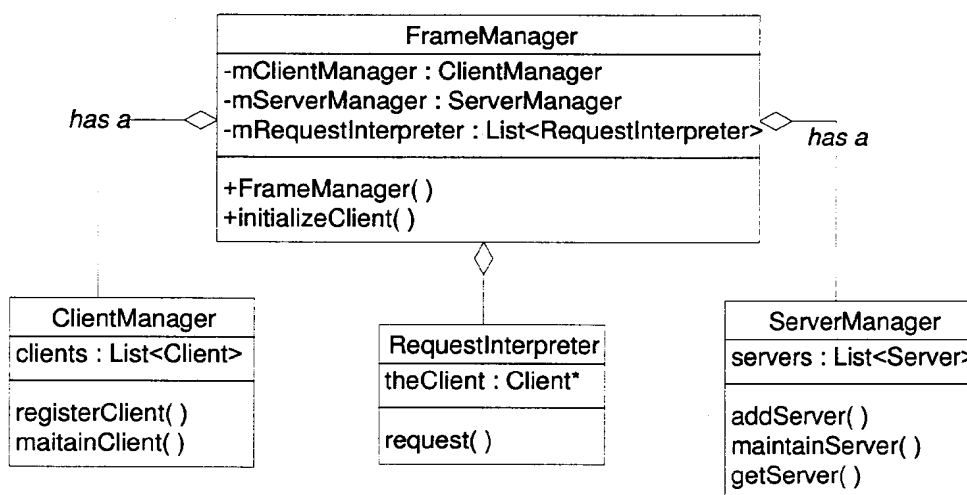 FrameManager
-mClientManager : ClientManager
-mServerManager : ServerManager
-mRequestInterpreter : List<RequestInterpreter>
has a
has a
+FrameManager( )
+initializeClient( )
ClientManager
clients : List<Client>
registerClient( )
maitainClient( )
RequestInterpreter
theClient : Client*
request( )
ServerManager
servers : List<Server>
addServer( )
maintainServer( )
getServer( )